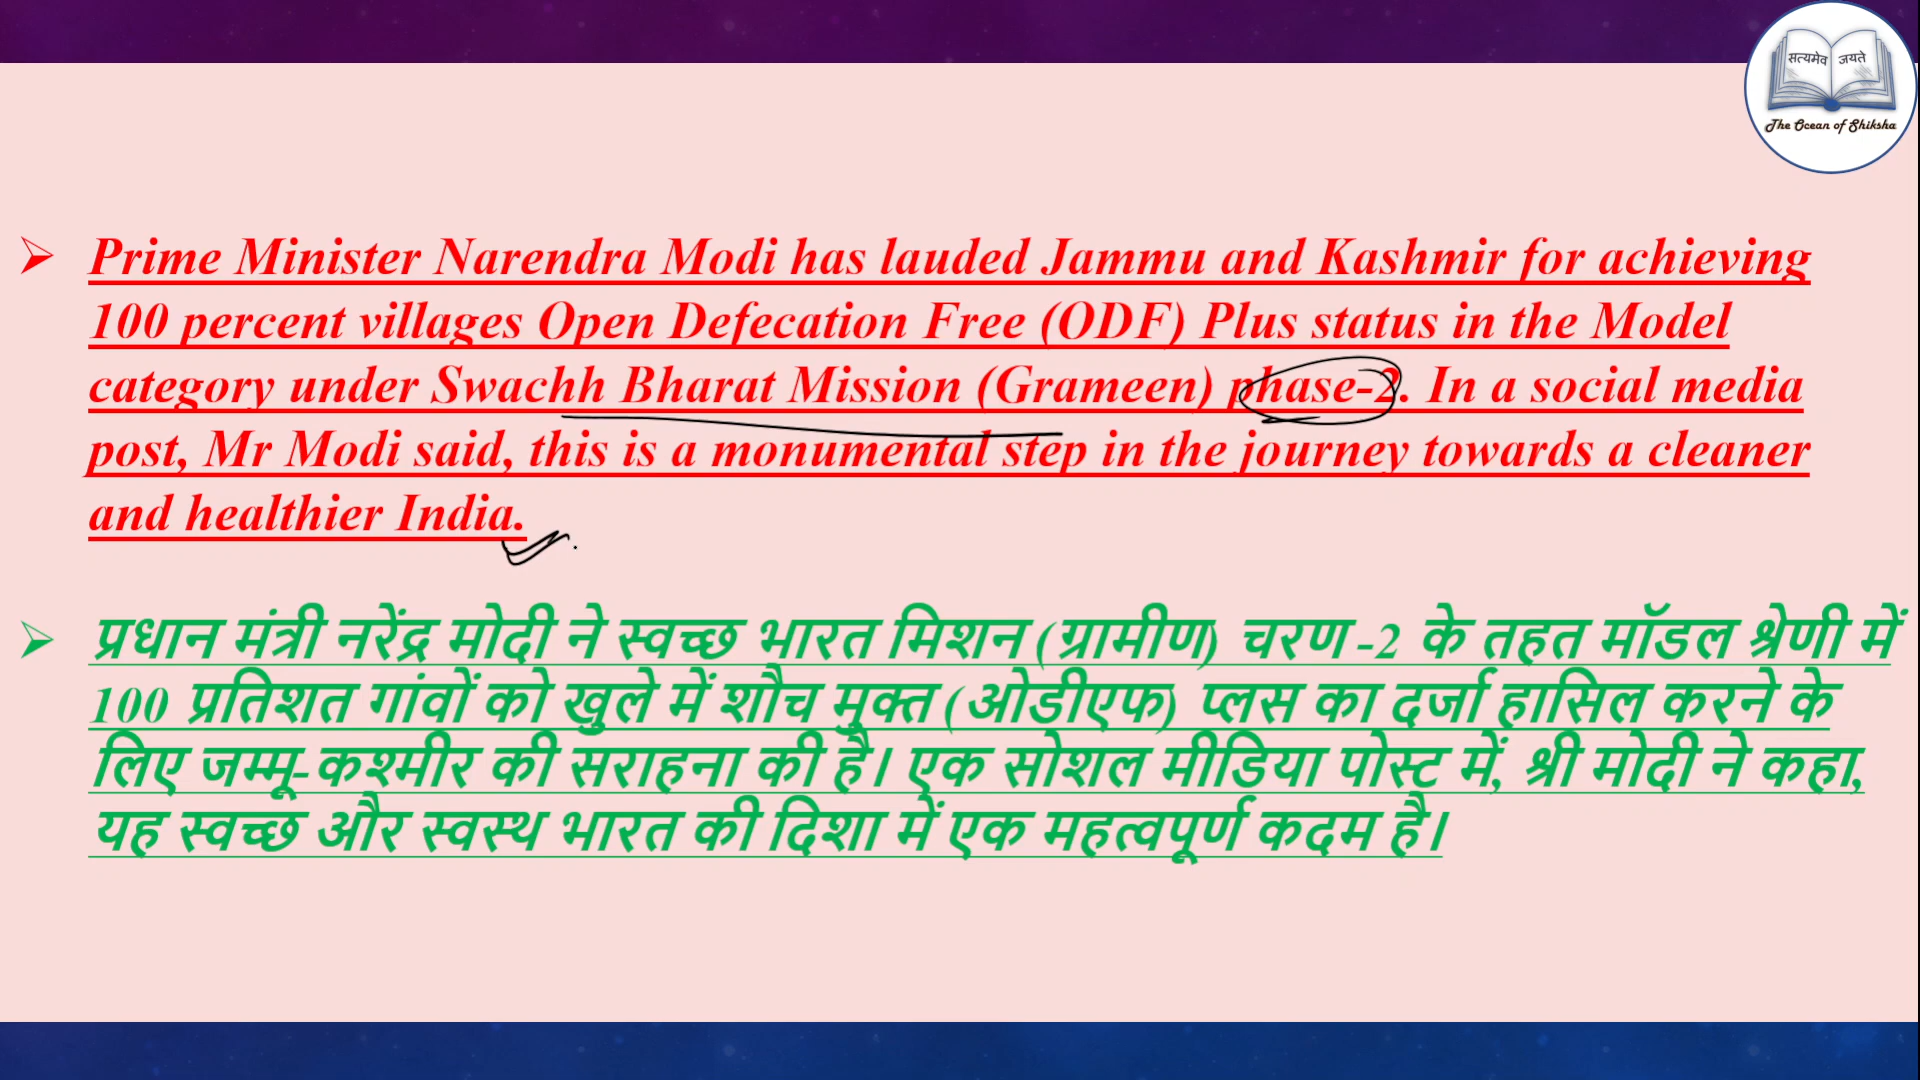 सत्यमेव जयते
The Ocean of Shiksha
Prime Minister Narendra Modi has lauded Jammu and Kashmir for achieving
100 percent villages Open Defecation Free (ODF) Plus status in the Model
category under Swachh Bharat Mission (Grameen) phase-2. In a social media
post, Mr Modi said, this is a monumental step in the journey towards a cleaner
and healthier India.
प्रधान मंत्री नरेंद्र मोदी ने स्वच्छ भारत मिशन (ग्रामीण) चरण -2 के तहत मॉडल श्रेणी में
100 प्रतिशत गांवों को खुले में शौच मुक्त (ओडीएफ) प्लस का दर्जा हासिल करने के
लिए जम्मू-कश्मीर की सराहना की है। एक सोशल मीडिया पोस्ट में, श्री मोदी ने कहा,
यह स्वच्छ और स्वस्थ भारत की दिशा में एक महत्वपूर्ण कदम है।